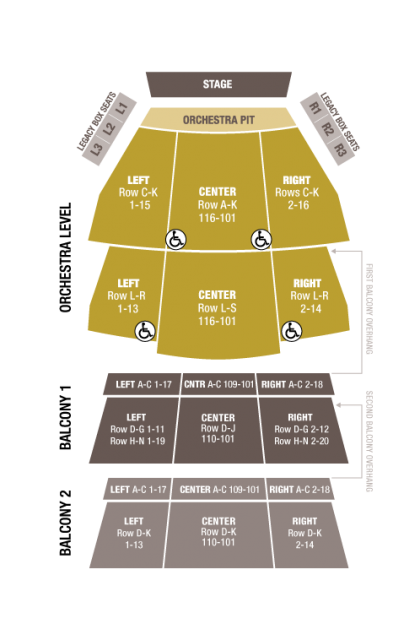 STAGE
LEGACY BOX SEATS
L1
L2
L3
LEGACY BOX SEATS
R1
R2
R3
ORCHESTRA PIT
ORCHESTRA LEVEL
LEFT
Row C-K
1-15
CENTER
Row A-K
116-101
RIGHT
Rows C-K
2-16
LEFT
Row L-R
1-13
CENTER
Row L-S
116-101
RIGHT
Row L-R
2-14
FIRST BALCONY OVERHANG
BALCONY 1
LEFT A-C 1-17
CNTR A-C 109-101
RIGHT A-C 2-18
LEFT
Row D-G 1-11
Row H-N 1-19
CENTER
Row D-J
110-101
RIGHT
Row D-G 2-12
Row H-N 2-20
SECOND BALCONY OVERHANG
BALCONY 2
LEFT A-C 1-17
CENTER A-C 109-101
RIGHT A-C 2-18
LEFT
Row D-K
1-13
CENTER
Row D-K
110-101
RIGHT
Row D-K
2-14